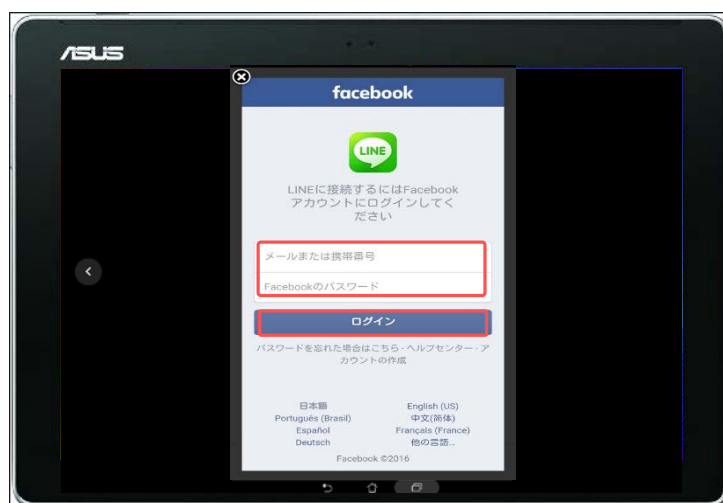 ASUS
facebook
LINE
LINEに接続するにはFacebook
アカウントにログインしてく
ださい
メールまたは携帯番号
Facebookのパスワード
ログイン
パスワードを忘れた場合はこちら·ヘルプセンター·ア
カウントの作成
日本語 English (US)
Português (Brasil) 中文(简体)
Español Français (France)
Deutsch 他の言語...
Facebook ©2016